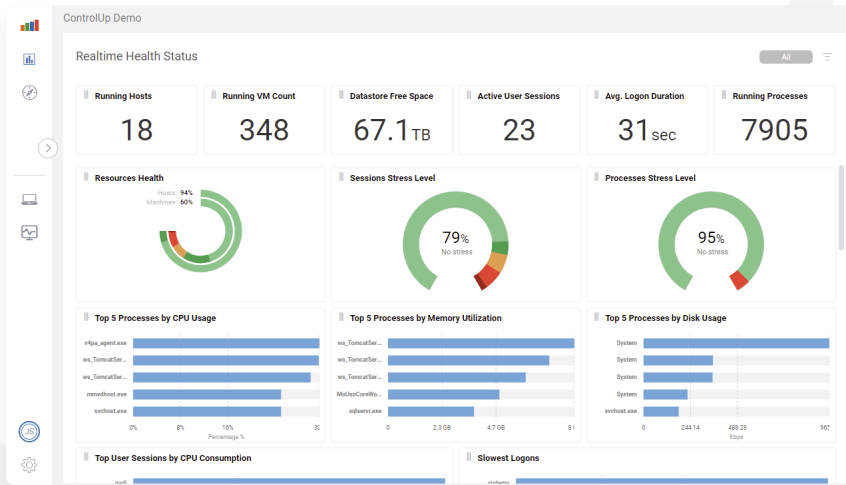 ControlUp Demo
Realtime Health Status
All
Running Hosts
18
Running VM Count
348
Datastore Free Space
67.1TB
Active User Sessions
23
Avg. Logon Duration
31sec
Running Processes
7905
Resources Health
Hosts: 94%
Machines: 60%
Sessions Stress Level
79%
No stress
Processes Stress Level
95%
No stress
Top 5 Processes by CPU Usage
v4pa_agent.exe
ws_TomcatSer...
ws_TomcatSer...
mmvdhost.exe
svchost.exe
0% 8% 16% 32
Percentage %
Top 5 Processes by Memory Utilization
ws_TomcatSer...
ws_TomcatSer...
ws_TomcatSer...
MoUsoCoreWo...
sqlservr.exe
0 2.3 GB 4.7 GB
Top 5 Processes by Disk Usage
System
System
System
System
svchost.exe
0 244.14 488.28
Kbps
JS
Top User Sessions by CPU Consumption
Slowest Logons